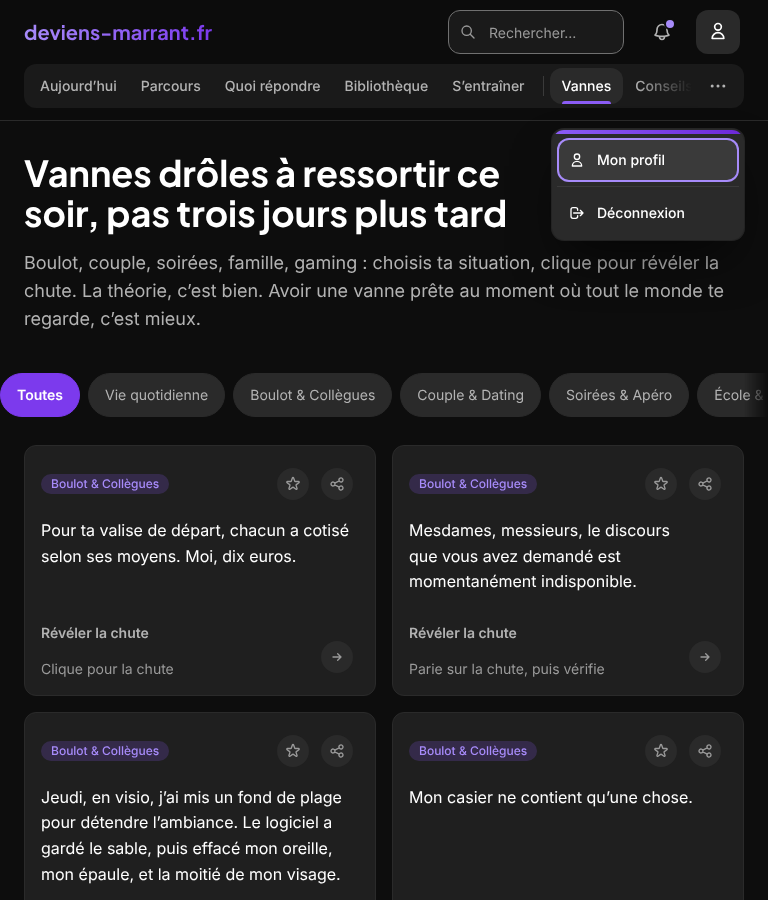 deviens-marrant.fr
Rechercher…
Aujourd’hui
Parcours
Quoi répondre
Bibliothèque
S’entraîner
Vannes
Conseils
Mon profil
Déconnexion
Vannes drôles à ressortir ce
soir, pas trois jours plus tard
Boulot, couple, soirées, famille, gaming : choisis ta situation, clique pour révéler la
chute. La théorie, c’est bien. Avoir une vanne prête au moment où tout le monde te
regarde, c’est mieux.
Toutes
Vie quotidienne
Boulot & Collègues
Couple & Dating
Soirées & Apéro
École &
Boulot & Collègues
Pour ta valise de départ, chacun a cotisé
selon ses moyens. Moi, dix euros.
Révéler la chute
Clique pour la chute
Boulot & Collègues
Mesdames, messieurs, le discours
que vous avez demandé est
momentanément indisponible.
Révéler la chute
Parie sur la chute, puis vérifie
Boulot & Collègues
Jeudi, en visio, j’ai mis un fond de plage
pour détendre l’ambiance. Le logiciel a
gardé le sable, puis effacé mon oreille,
mon épaule, et la moitié de mon visage.
Boulot & Collègues
Mon casier ne contient qu’une chose.